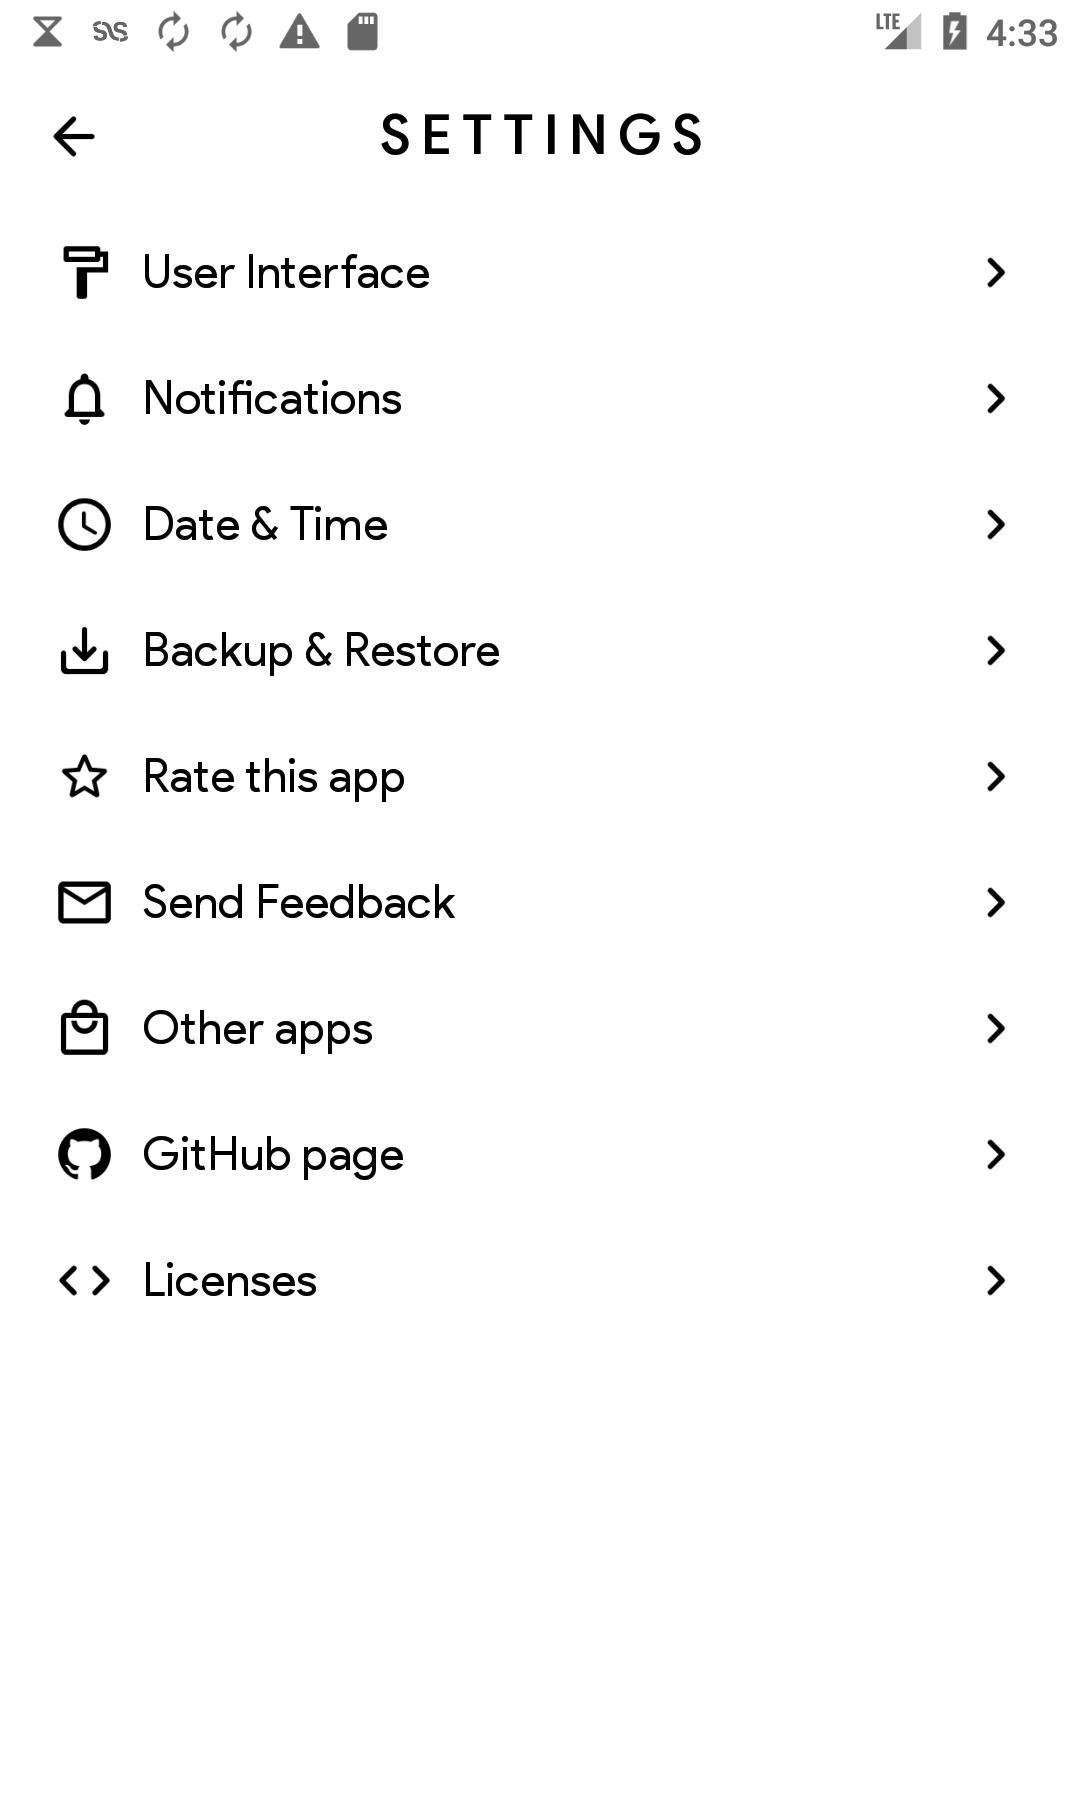 LTE 4:33
SETTINGS
User Interface
Notifications
Date & Time
Backup & Restore
Rate this app
Send Feedback
Other apps
GitHub page
Licenses